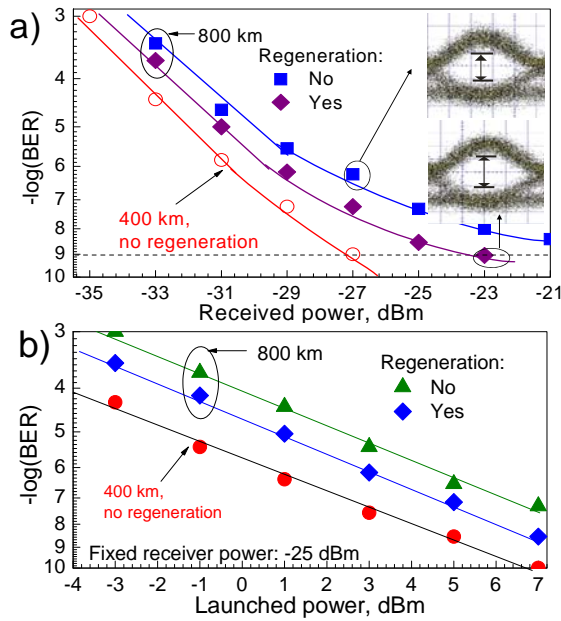 a)
3
4
5
6
7
8
9
10
-log(BER)
800 km
Regeneration:
No
Yes
400 km,
no regeneration
-35 -33 -31 -29 -27 -25 -23 -21
Received power, dBm
b)
3
4
5
6
7
8
9
10
-log(BER)
800 km
Regeneration:
No
Yes
400 km,
no regeneration
Fixed receiver power: -25 dBm
-4 -3 -2 -1 0 1 2 3 4 5 6 7
Launched power, dBm